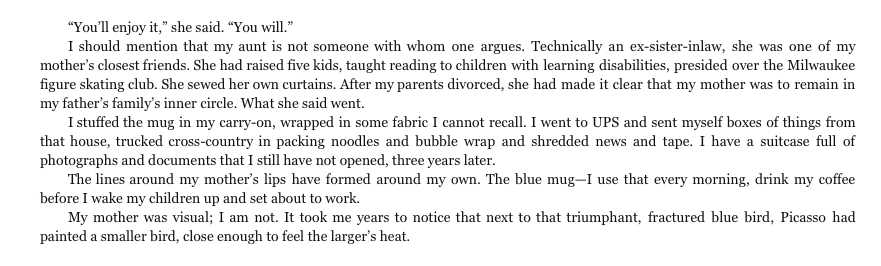 “You’ll enjoy it,” she said. “You will.”
I should mention that my aunt is not someone with whom one argues. Technically an ex-sister-inlaw, she was one of my
mother’s closest friends. She had raised five kids, taught reading to children with learning disabilities, presided over the Milwaukee
figure skating club. She sewed her own curtains. After my parents divorced, she had made it clear that my mother was to remain in
my father’s family’s inner circle. What she said went.
I stuffed the mug in my carry-on, wrapped in some fabric I cannot recall. I went to UPS and sent myself boxes of things from
that house, trucked cross-country in packing noodles and bubble wrap and shredded news and tape. I have a suitcase full of
photographs and documents that I still have not opened, three years later.
The lines around my mother’s lips have formed around my own. The blue mug—I use that every morning, drink my coffee
before I wake my children up and set about to work.
My mother was visual; I am not. It took me years to notice that next to that triumphant, fractured blue bird, Picasso had
painted a smaller bird, close enough to feel the larger’s heat.